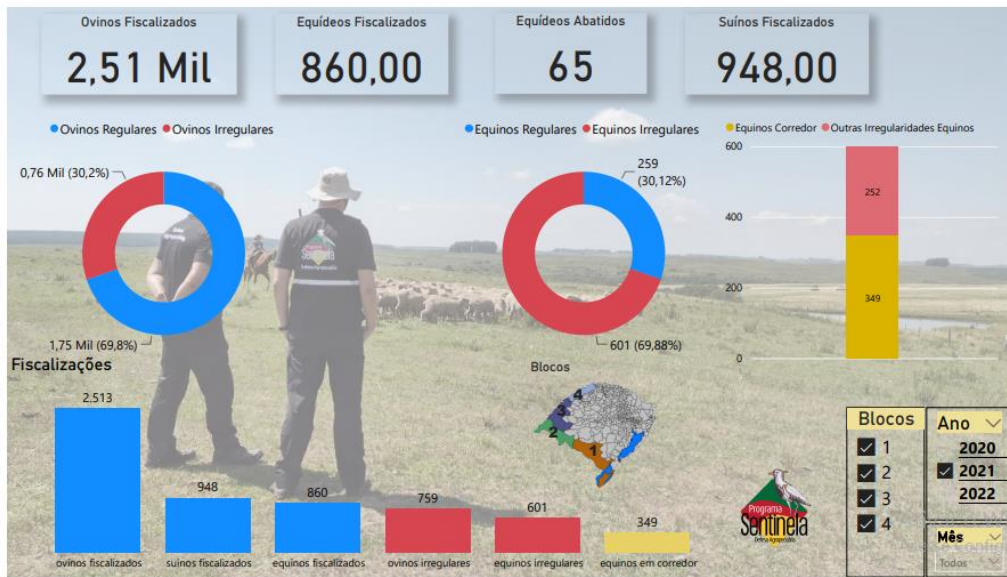 Ovinos Fiscalizados
2,51 Mil
Equídeos Fiscalizados
860,00
Equídeos Abatidos
65
Suínos Fiscalizados
948,00
Ovinos Regulares Ovinos Irregulares
0,76 Mil (30,2%)
1,75 Mil (69,8%)
Equinos Regulares Equinos Irregulares
259
(30,12%)
601 (69,88%)
Equinos Corredor Outras Irregularidades Equinos
600
400
200
0
252
349
Fiscalizações
2.513
948
860
759
601
349
ovinos fiscalizados
suinos fiscalizados
equinos fiscalizados
ovinos irregulares
equinos irregulares
equinos em corredor
Blocos
4
3
2
1
Programa
Sentinela
Defesa Agropecuária
Sentinela
Blocos
1
2
3
4
Ano
2020
2021
2022
Mês
Todos